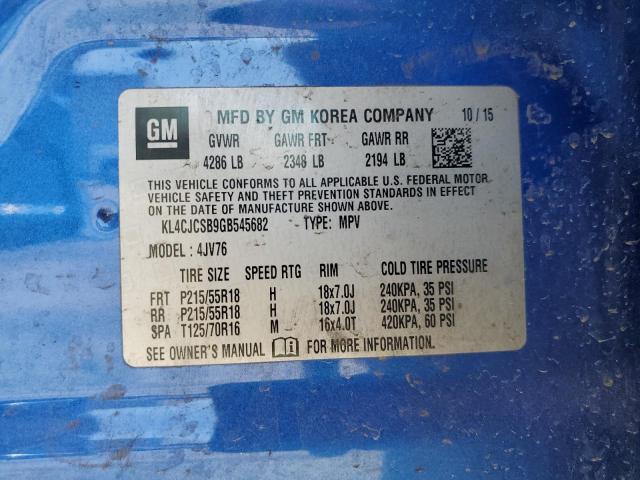 GM MFD BY GM KOREA COMPANY 10 / 15
GVWR GAWR FRT GAWR RR
4286 LB 2348 LB 2194 LB
THIS VEHICLE CONFORMS TO ALL APPLICABLE U.S. FEDERAL MOTOR
VEHICLE SAFETY AND THEFT PREVENTION STANDARDS IN EFFECT
ON THE DATE OF MANUFACTURE SHOWN ABOVE.
KL4CJCSB9GB545682 TYPE: MPV
MODEL: 4JV76
TIRE SIZE SPEED RTG RIM COLD TIRE PRESSURE
FRT P215/55R18 H 18x7.0J 240KPA, 35 PSI
RR P215/55R18 H 18x7.0J 240KPA, 35 PSI
SPA T125/70R16 M 16x4.0T 420KPA, 60 PSI
SEE OWNER'S MANUAL FOR MORE INFORMATION.